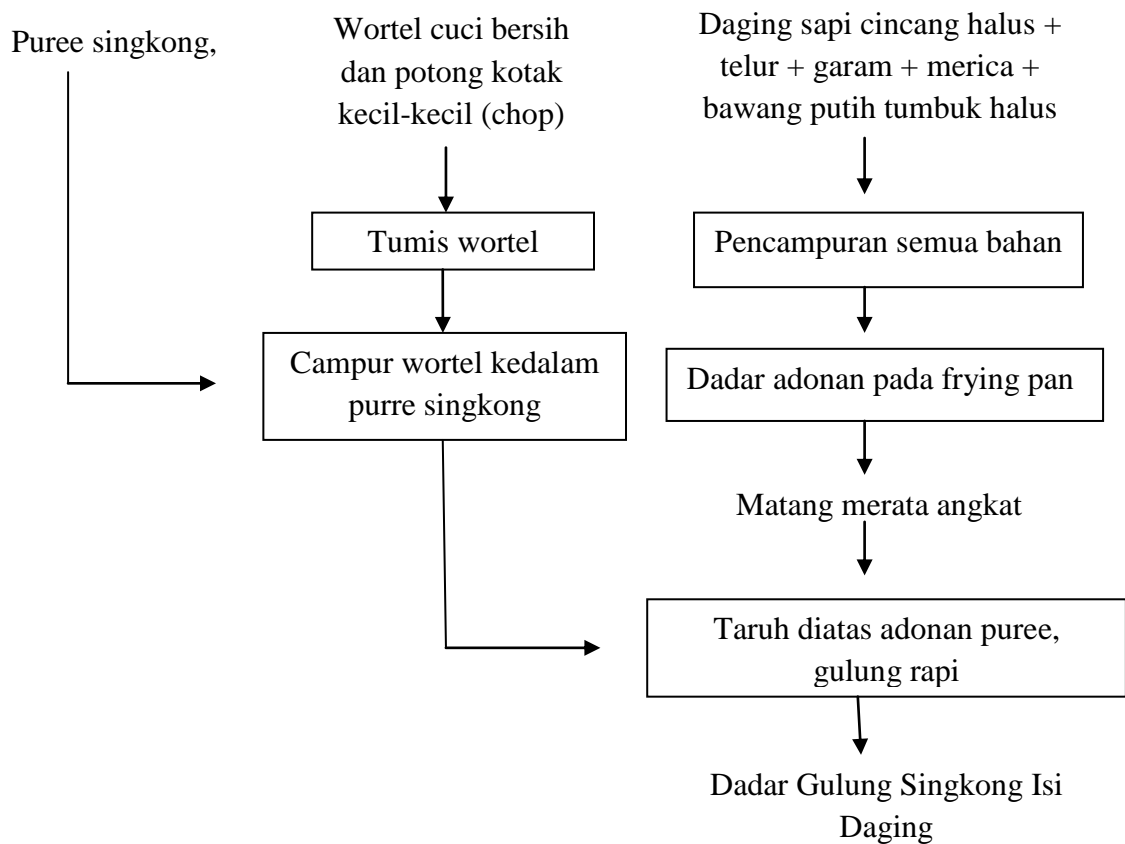 Puree singkong,
Wortel cuci bersih
dan potong kotak
kecil-kecil (chop)
Daging sapi cincang halus +
telur + garam + merica +
bawang putih tumbuk halus
Tumis wortel
Pencampuran semua bahan
Campur wortel kedalam
purre singkong
Dadar adonan pada frying pan
Matang merata angkat
Taruh diatas adonan puree,
gulung rapi
Dadar Gulung Singkong Isi
Daging